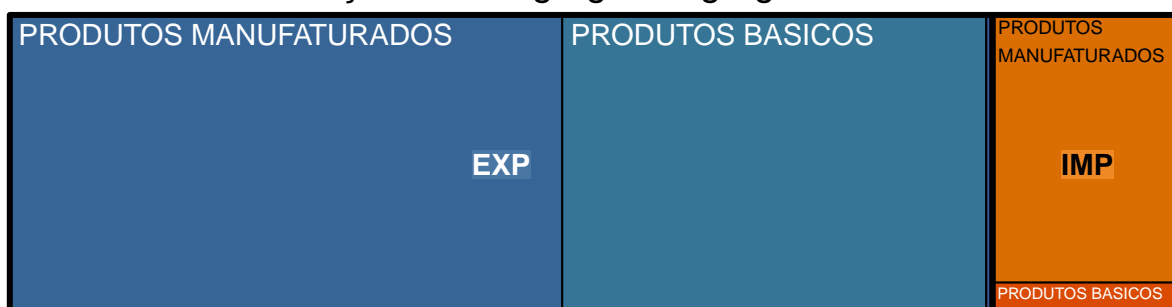 PRODUTOS MANUFATURADOS
EXP
PRODUTOS BASICOS
PRODUTOS
MANUFATURADOS
IMP
PRODUTOS BASICOS